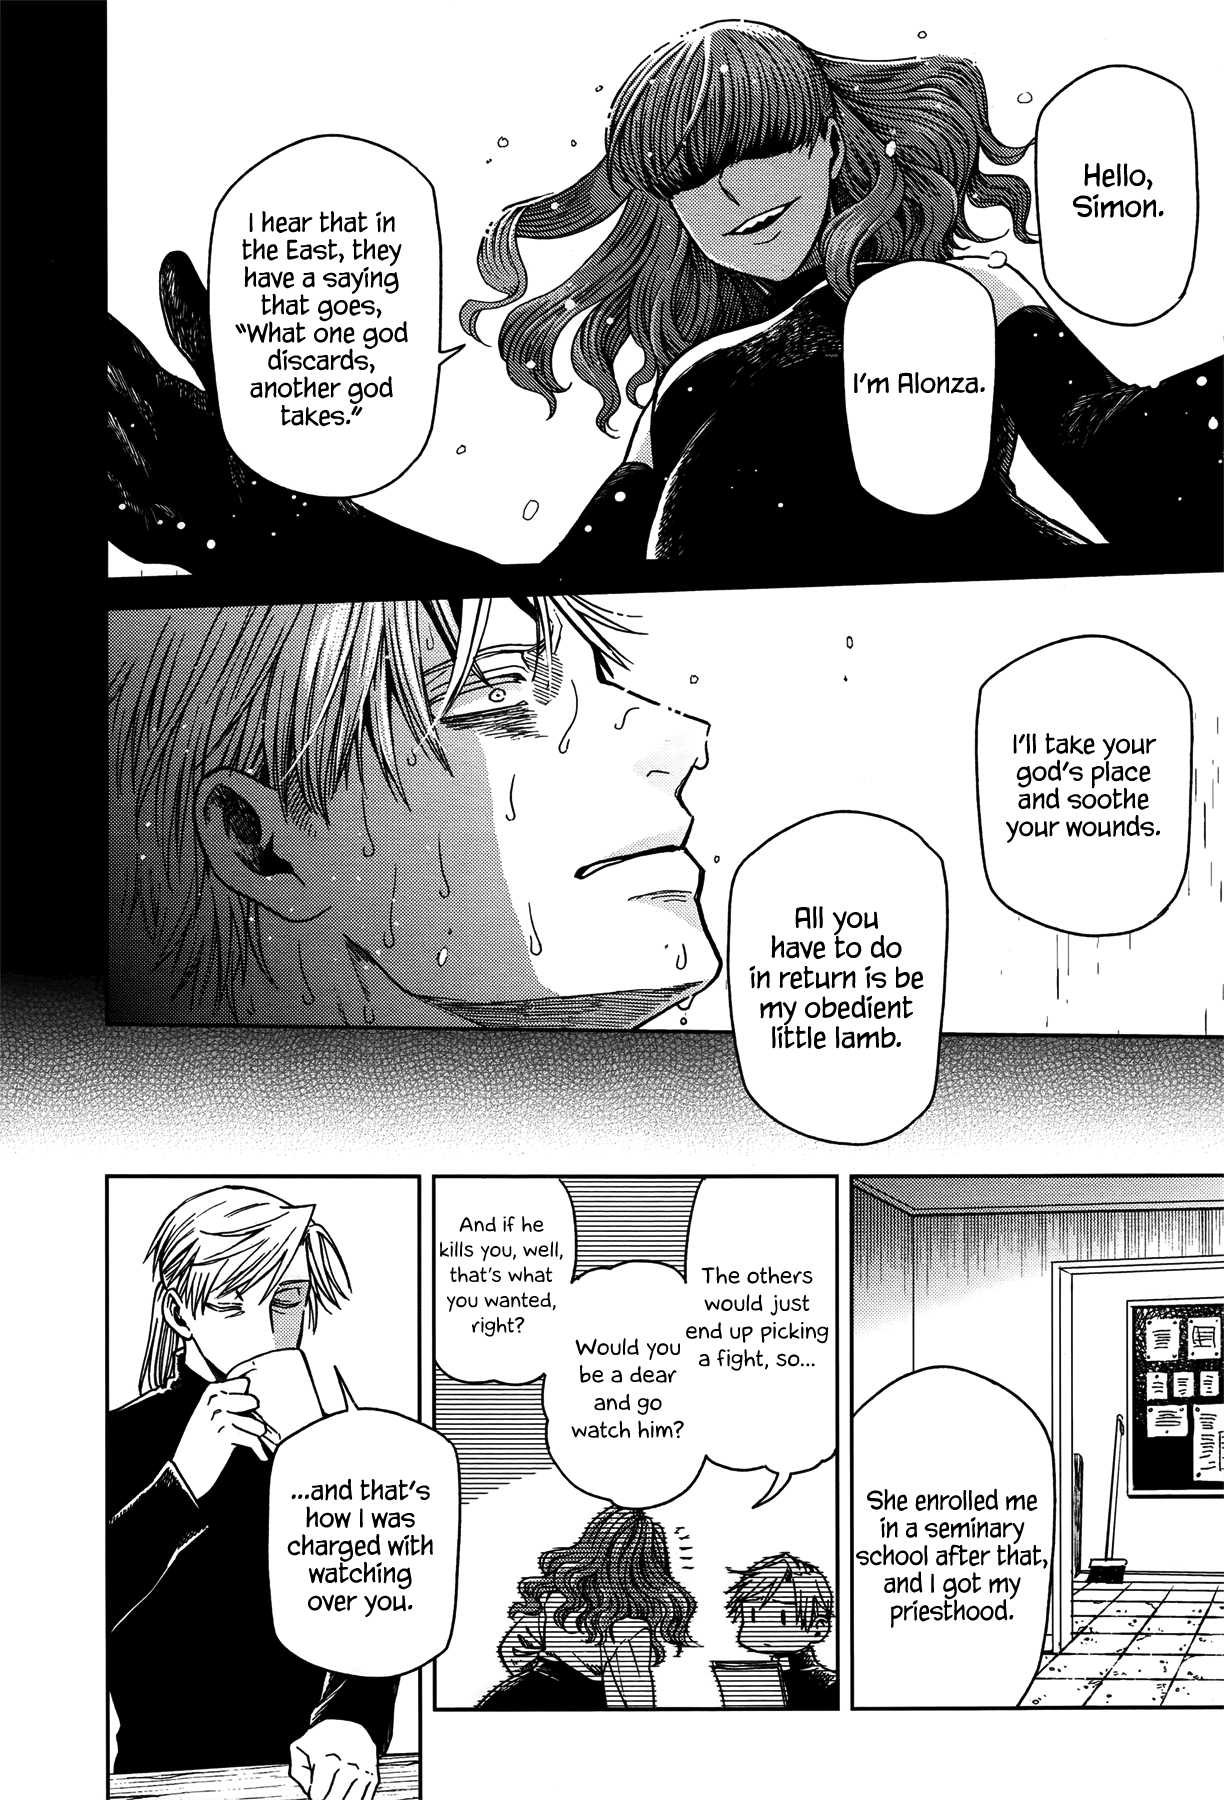 Hello,
Simon.
I'm Alonza.
I hear that in
the East, they
have a saying
that goes,
"What one god
discards,
another god
takes."
I'll take your
god's place
and soothe
your wounds.
All you
have to do
in return is be
my obedient
little lamb.
She enrolled me
in a seminary
school after that,
and I got my
priesthood.
The others
would just
end up picking
a fight, so...
Would you
be a dear
and go
watch him?
And if he
kills you, well,
that's what
you wanted,
right?
...and that's
how I was
charged with
watching
over you.